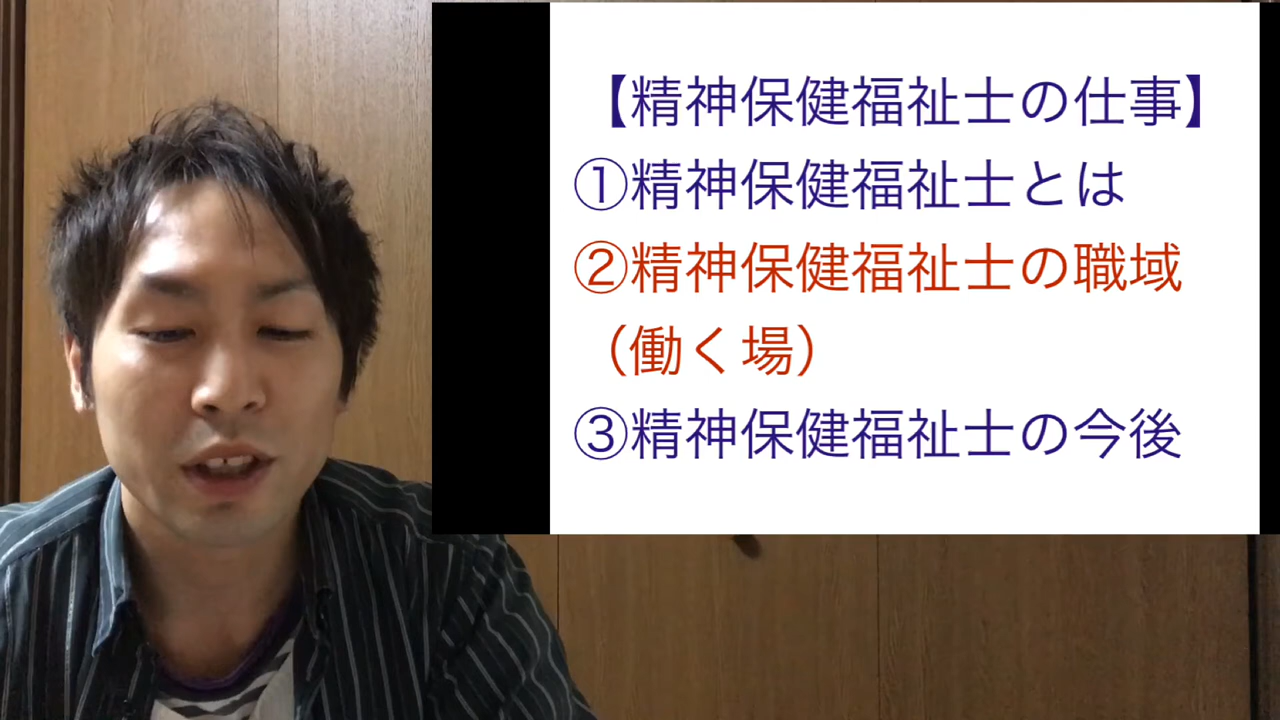 【精神保健福祉士の仕事】
①精神保健福祉士とは
②精神保健福祉士の職域
（働く場）
③精神保健福祉士の今後